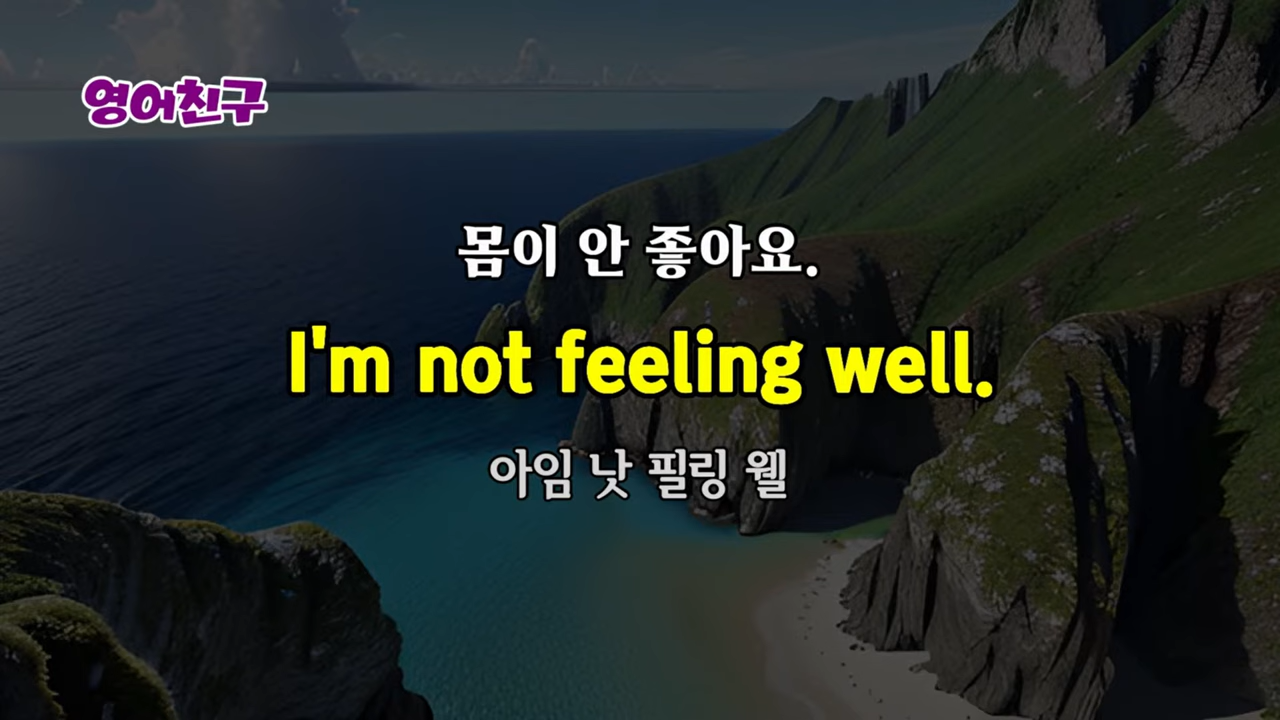 영어친구
몸이 안 좋아요.
I'm not feeling well.
아임 낫 필링 웰